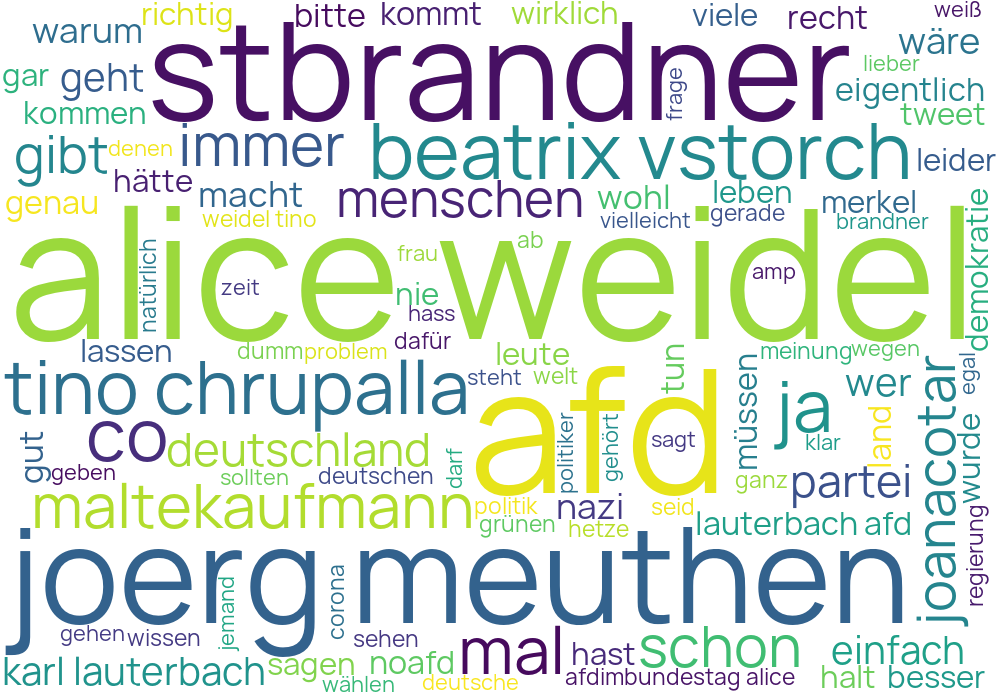 richtig bitte kommt wirklich viele recht weiß
warum stbrandner wäre
gar geht frage lieber eigentlich
kommen tweet
gibt denen immer beatrix vstorch leider
hätte
genau macht menschen wohl leben merkel
weidel tino vielleicht gerade brandner
alice weidel
natürlich zeit frau ab amp demokratie
nie
hass
dafür
lassen dumm problem leute tun meinung wegen
tino chrupalla steht welt müssen wer egal
afd ja
co klar land joanacotar
gut deutschland darf politiker gehört sagt wurde
geben sollten deutschen ganz partei
maltekaufmann politik nazi seid
grünen hetze lauterbach afd
joerg meuthen regierung
jemand corona
gehen wissen sehen mal hast schon einfach
karl lauterbach sagen noafd afdimbundestag alice halt besser
wählen deutsche